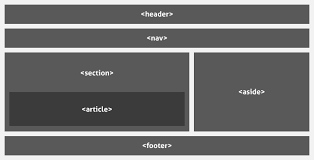 <header>
<nav>
<section>
<article>
<aside>
<footer>